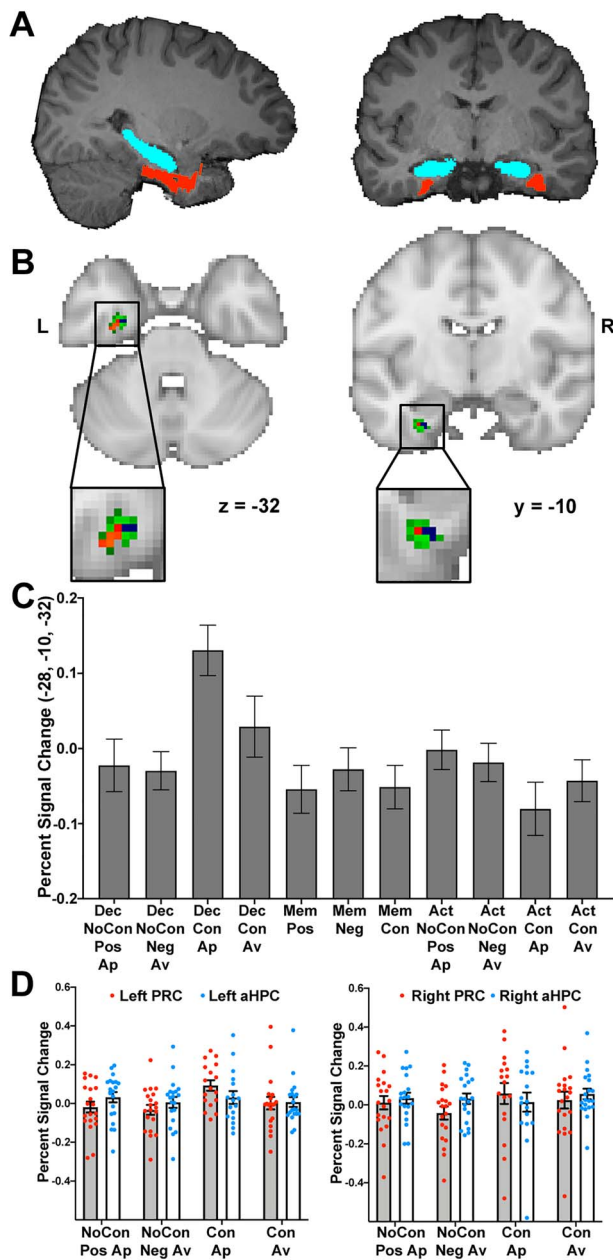 A
B
L
R
z = -32
y = -10
C
Percent Signal Change (-28, -10, -32)
0.2
0.1
0.0
-0.1
-0.2
Dec NoCon Pos Ap
Dec NoCon Neg Av
Dec Con Ap
Dec Con Av
Mem Pos
Mem Neg
Mem Con
Act NoCon Pos Ap
Act NoCon Neg Av
Act Con Ap
Act Con Av
D
Percent Signal Change
0.6
0.4
0.2
0.0
-0.2
-0.4
Left PRC
Left aHPC
NoCon Pos Ap
NoCon Neg Av
Con Ap
Con Av
Percent Signal Change
0.6
0.4
0.2
0.0
-0.2
-0.4
Right PRC
Right aHPC
NoCon Pos Ap
NoCon Neg Av
Con Ap
Con Av